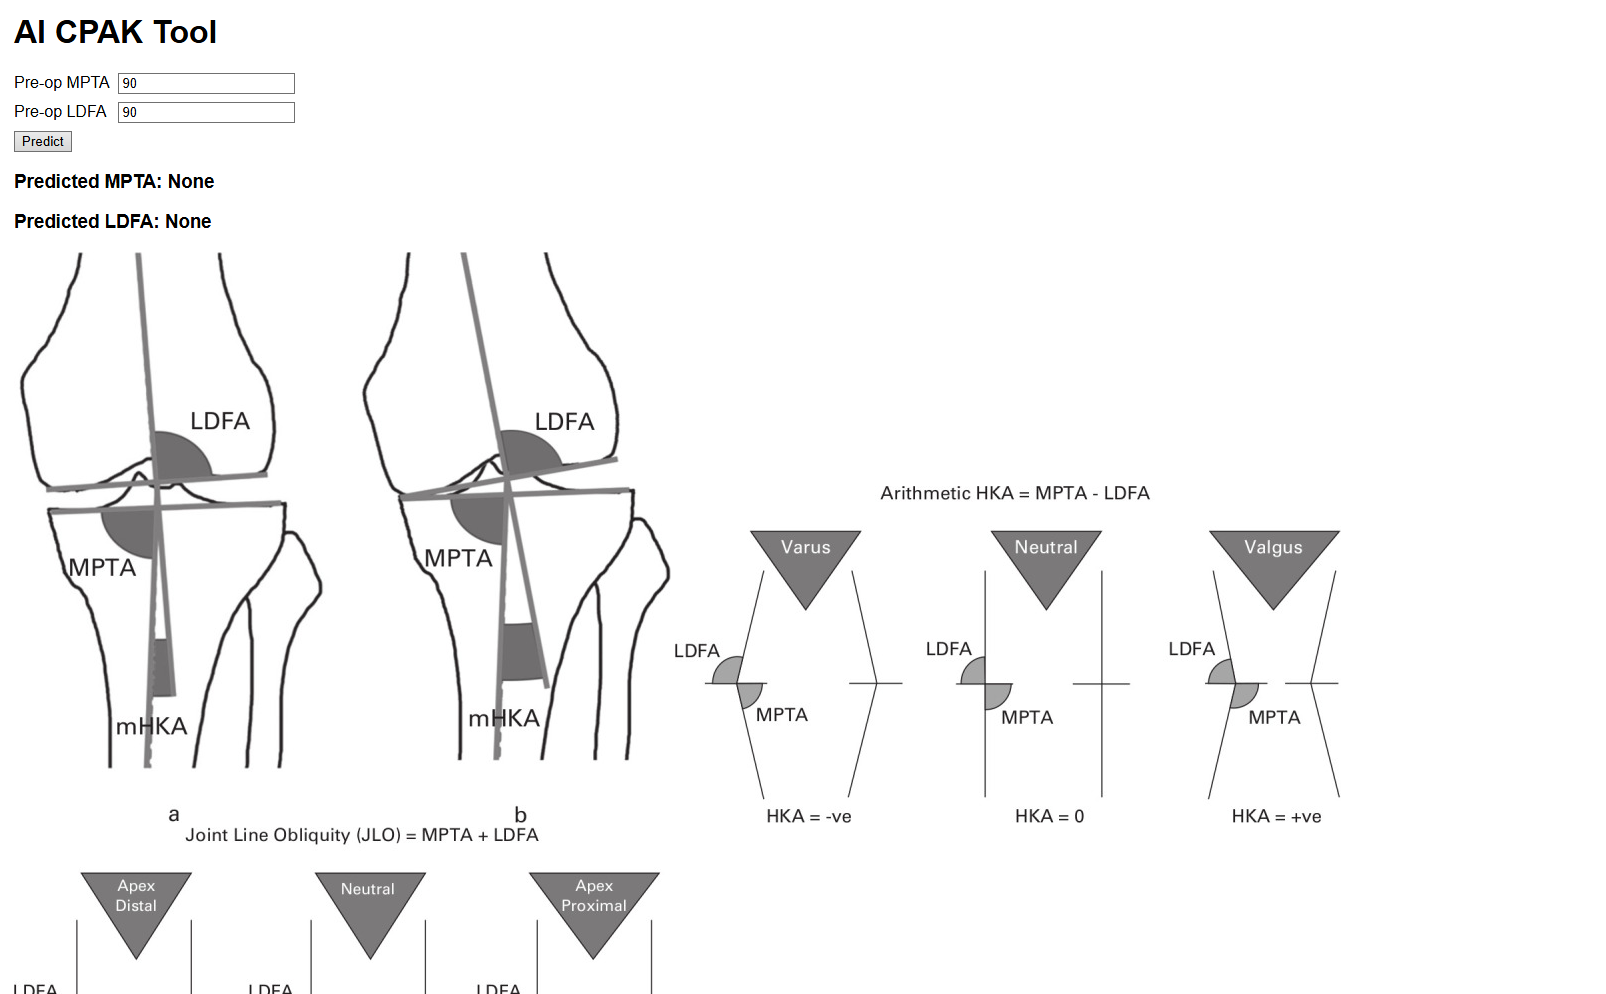 AI CPAK Tool
Pre-op MPTA 90
Pre-op LDFA 90
Predict
Predicted MPTA: None
Predicted LDFA: None
LDFA
MPTA
mHKA
a
LDFA
MPTA
mHKA
b
Arithmetic HKA = MPTA - LDFA
Varus
LDFA
MPTA
HKA = -ve
Neutral
LDFA
MPTA
HKA = 0
Valgus
LDFA
MPTA
HKA = +ve
Joint Line Obliquity (JLO) = MPTA + LDFA
Apex
Distal
LDFA
Neutral
LDFA
Apex
Proximal
LDFA